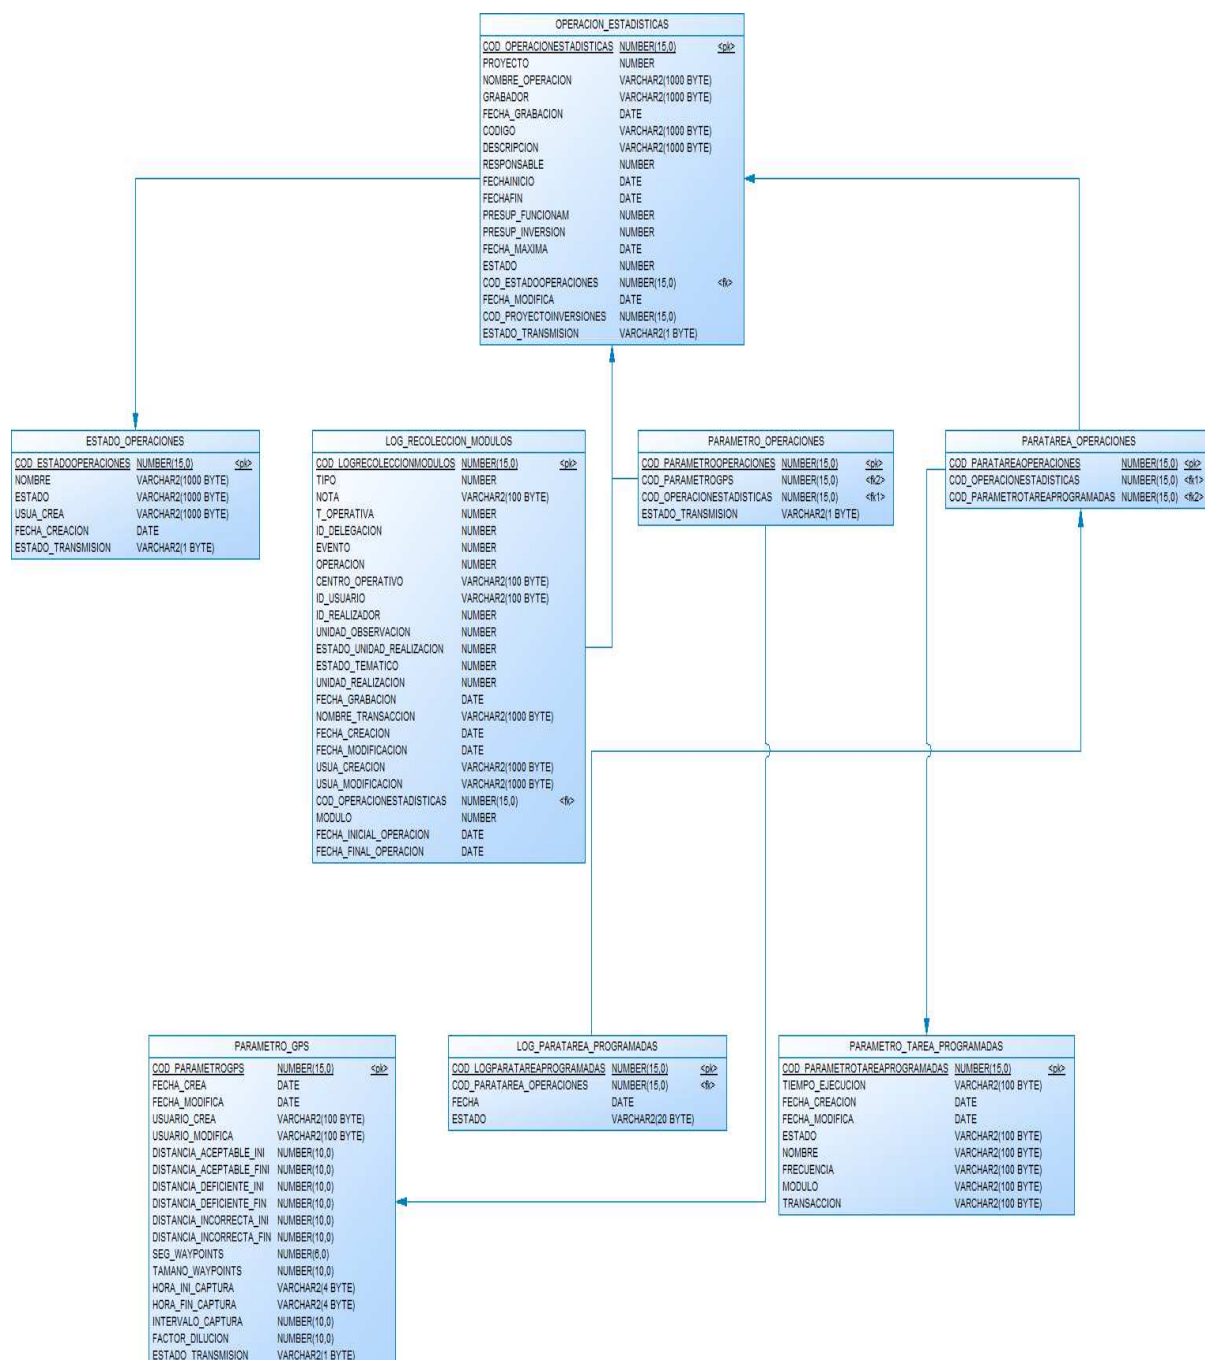 OPERACION_ESTADISTICAS
COD_OPERACIONESTADISTICAS NUMBER(15,0) <pk>
PROYECTO NUMBER
NOMBRE_OPERACION VARCHAR2(1000 BYTE)
GRABADOR VARCHAR2(1000 BYTE)
FECHA_GRABACION DATE
CODIGO VARCHAR2(1000 BYTE)
DESCRIPCION VARCHAR2(1000 BYTE)
RESPONSABLE NUMBER
FECHAINICIO DATE
FECHAFIN DATE
PRESUP_FUNCIONAM NUMBER
PRESUP_INVERSION NUMBER
FECHA_MAXIMA DATE
ESTADO NUMBER
COD_ESTADOOPERACIONES NUMBER(15,0) <fk>
FECHA_MODIFICA DATE
COD_PROYECTOINVERSIONES NUMBER(15,0)
ESTADO_TRANSMISION VARCHAR2(1 BYTE)
ESTADO_OPERACIONES
COD_ESTADOOPERACIONES NUMBER(15,0) <pk>
NOMBRE VARCHAR2(1000 BYTE)
ESTADO VARCHAR2(1000 BYTE)
USUA_CREA VARCHAR2(1000 BYTE)
FECHA_CREACION DATE
ESTADO_TRANSMISION VARCHAR2(1 BYTE)
LOG_RECOLECCION_MODULOS
COD_LOGRECOLECCIONMODULOS NUMBER(15,0) <pk>
TIPO NUMBER
NOTA VARCHAR2(100 BYTE)
T_OPERATIVA NUMBER
ID_DELEGACION NUMBER
EVENTO NUMBER
OPERACION NUMBER
CENTRO_OPERATIVO VARCHAR2(100 BYTE)
ID_USUARIO VARCHAR2(100 BYTE)
ID_REALIZADOR NUMBER
UNIDAD_OBSERVACION NUMBER
ESTADO_UNIDAD_REALIZACION NUMBER
ESTADO_TEMATICO NUMBER
UNIDAD_REALIZACION NUMBER
FECHA_GRABACION DATE
NOMBRE_TRANSACCION VARCHAR2(1000 BYTE)
FECHA_CREACION DATE
FECHA_MODIFICACION DATE
USUA_CREACION VARCHAR2(1000 BYTE)
USUA_MODIFICACION VARCHAR2(1000 BYTE)
COD_OPERACIONESTADISTICAS NUMBER(15,0) <fk>
MODULO NUMBER
FECHA_INICIAL_OPERACION DATE
FECHA_FINAL_OPERACION DATE
PARAMETRO_OPERACIONES
COD_PARAMETROOPERACIONES NUMBER(15,0) <pk>
COD_PARAMETROGPS NUMBER(15,0) <fk2>
COD_OPERACIONESTADISTICAS NUMBER(15,0) <fk1>
ESTADO_TRANSMISION VARCHAR2(1 BYTE)
PARATAREA_OPERACIONES
COD_PARATAREAOPERACIONES NUMBER(15,0) <pk>
COD_OPERACIONESTADISTICAS NUMBER(15,0) <fk1>
COD_PARAMETROTAREAPROGRAMADAS NUMBER(15,0) <fk2>
PARAMETRO_GPS
COD_PARAMETROGPS NUMBER(15,0) <pk>
FECHA_CREA DATE
FECHA_MODIFICA DATE
USUARIO_CREA VARCHAR2(100 BYTE)
USUARIO_MODIFICA VARCHAR2(100 BYTE)
DISTANCIA_ACEPTABLE_INI NUMBER(10,0)
DISTANCIA_ACEPTABLE_FINI NUMBER(10,0)
DISTANCIA_DEFICIENTE_INI NUMBER(10,0)
DISTANCIA_DEFICIENTE_FIN NUMBER(10,0)
DISTANCIA_INCORRECTA_INI NUMBER(10,0)
DISTANCIA_INCORRECTA_FIN NUMBER(10,0)
SEG_WAYPOINTS NUMBER(6,0)
TAMANO_WAYPOINTS NUMBER(10,0)
HORA_INI_CAPTURA VARCHAR2(4 BYTE)
HORA_FIN_CAPTURA VARCHAR2(4 BYTE)
INTERVALO_CAPTURA NUMBER(10,0)
FACTOR_DILUCION NUMBER(10,0)
ESTADO_TRANSMISION VARCHAR2(1 BYTE)
LOG_PARATAREA_PROGRAMADAS
COD_LOGPARATAREAPROGRAMADAS NUMBER(15,0) <pk>
COD_PARATAREA_OPERACIONES NUMBER(15,0) <fk>
FECHA DATE
ESTADO VARCHAR2(20 BYTE)
PARAMETRO_TAREA_PROGRAMADAS
COD_PARAMETROTAREAPROGRAMADAS NUMBER(15,0) <pk>
TIEMPO_EJECUCION VARCHAR2(100 BYTE)
FECHA_CREACION DATE
FECHA_MODIFICA DATE
ESTADO VARCHAR2(100 BYTE)
NOMBRE VARCHAR2(100 BYTE)
FRECUENCIA VARCHAR2(100 BYTE)
MODULO VARCHAR2(100 BYTE)
TRANSACCION VARCHAR2(100 BYTE)